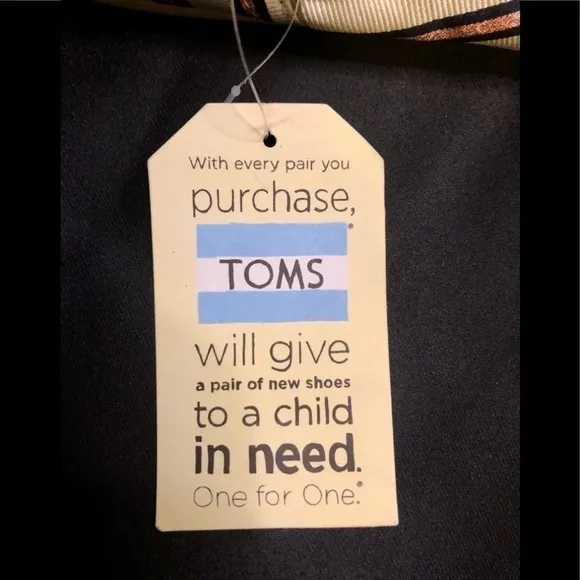 With every pair you
purchase,
TOMS®
will give
a pair of new shoes
to a child
in need.
One for One.®